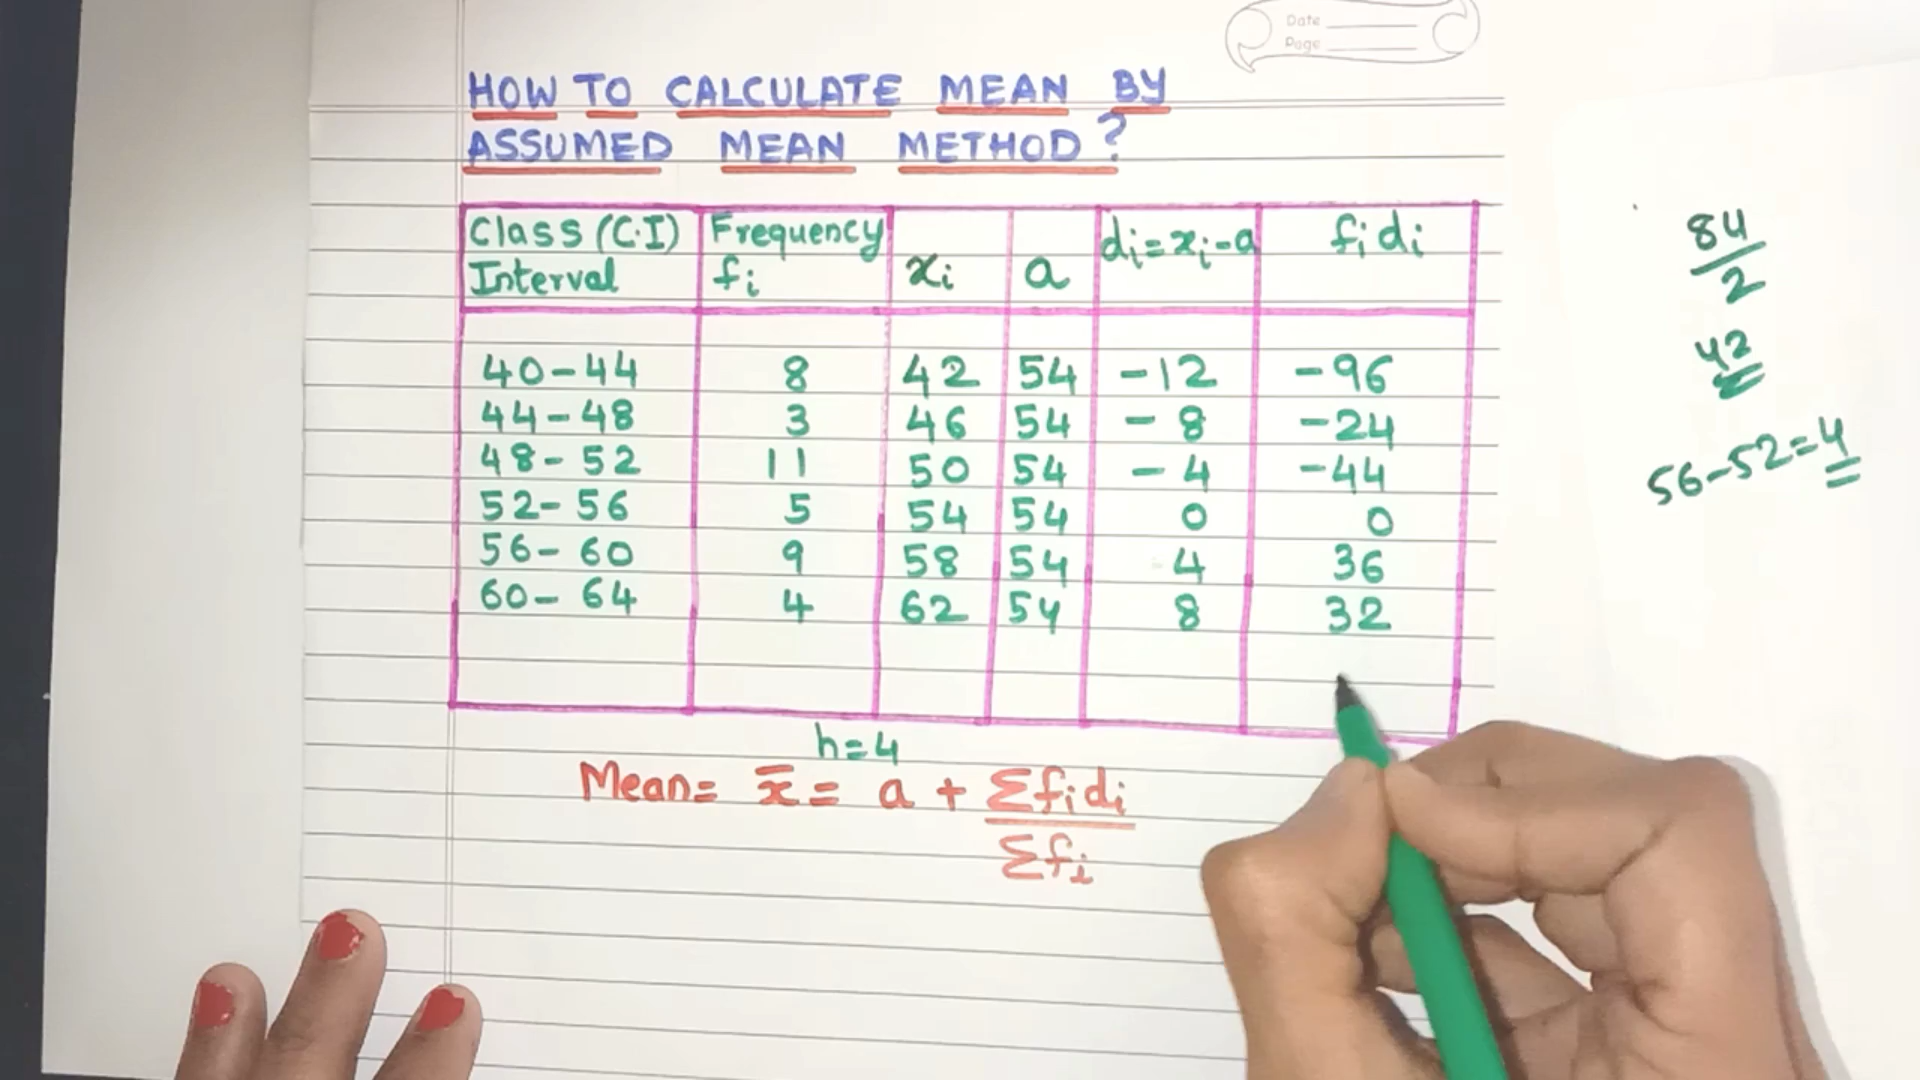 Date
Page
HOW TO CALCULATE MEAN BY
ASSUMED MEAN METHOD?
Class (C.I) Interval Frequency fi xi a di=xi-a fidi
40-44 8 42 54 -12 -96
44-48 3 46 54 -8 -24
48-52 11 50 54 -4 -44
52-56 5 54 54 0 0
56-60 9 58 54 4 36
60-64 4 62 54 8 32
h=4
Mean= x̄ = a + Σfidi
Σfi
84
2
42
56-52=4